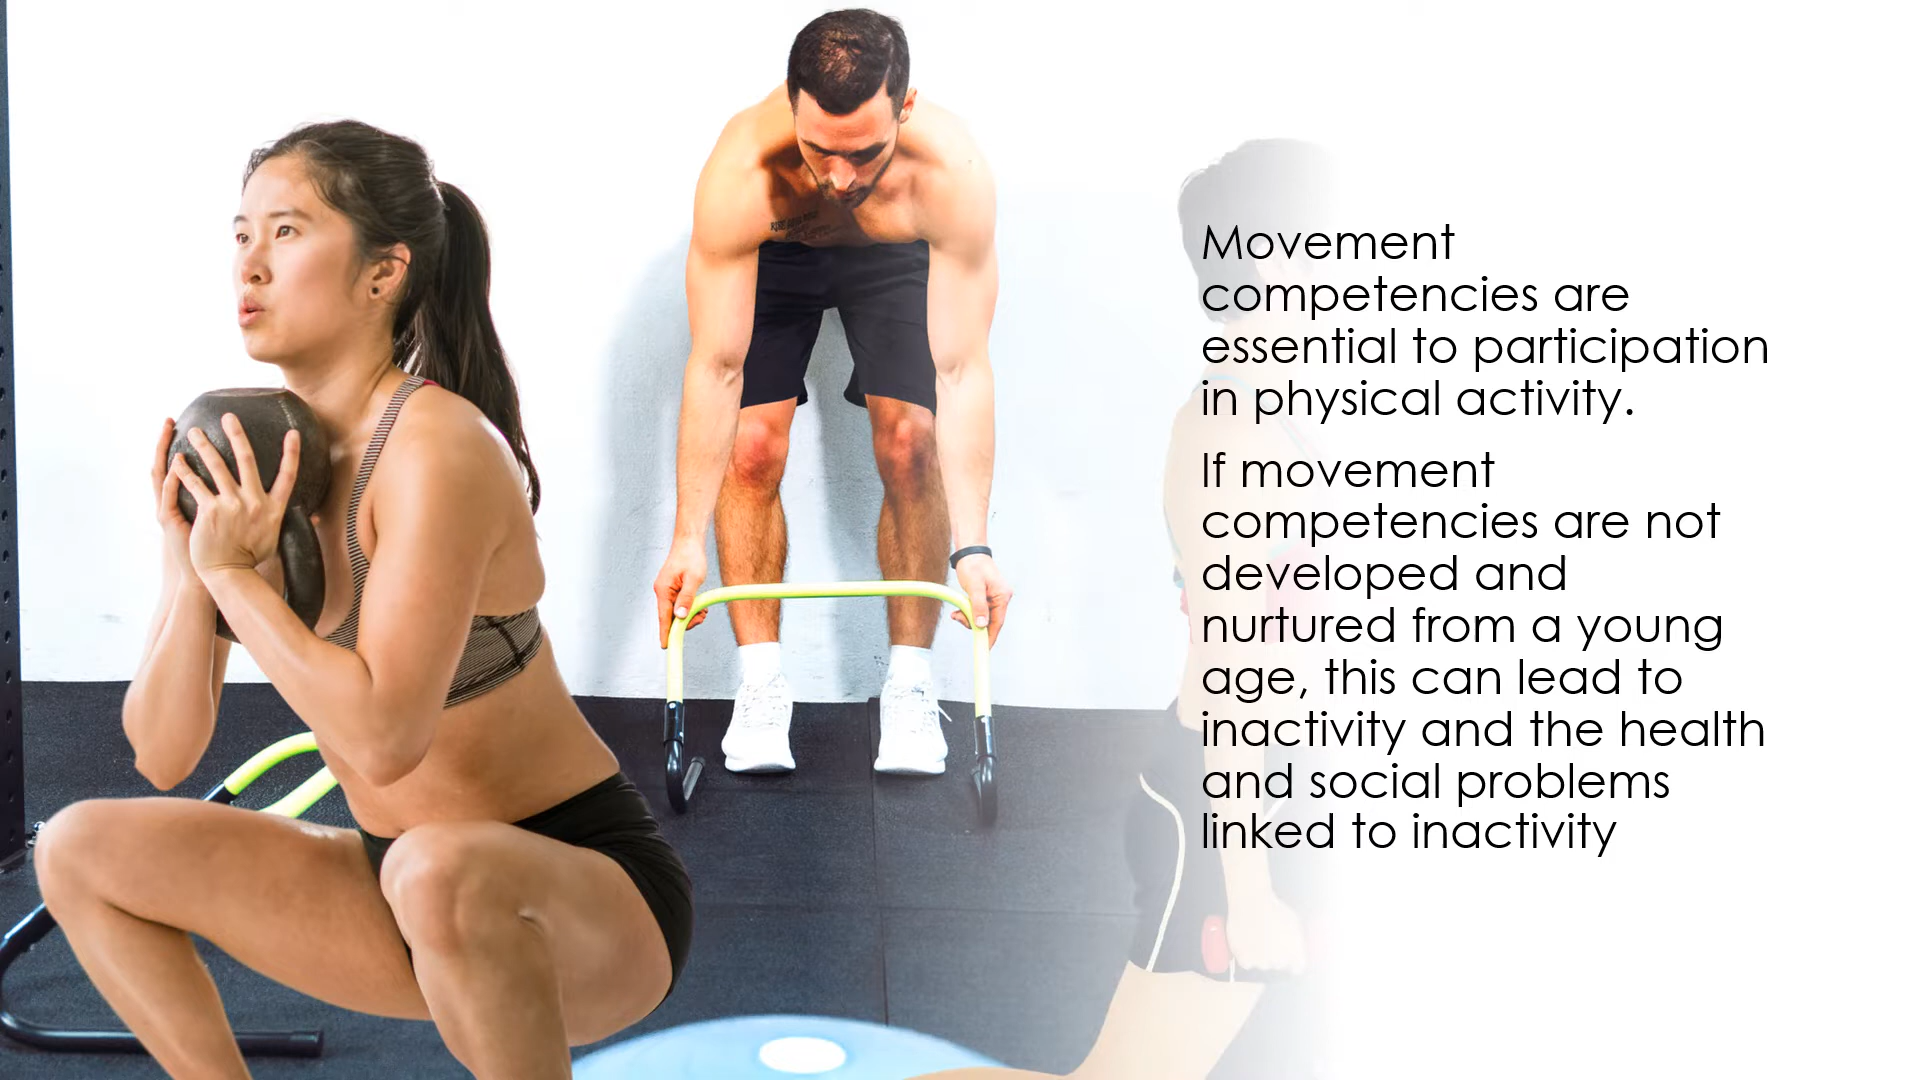 Movement
competencies are
essential to participation
in physical activity.
If movement
competencies are not
developed and
nurtured from a young
age, this can lead to
inactivity and the health
and social problems
linked to inactivity